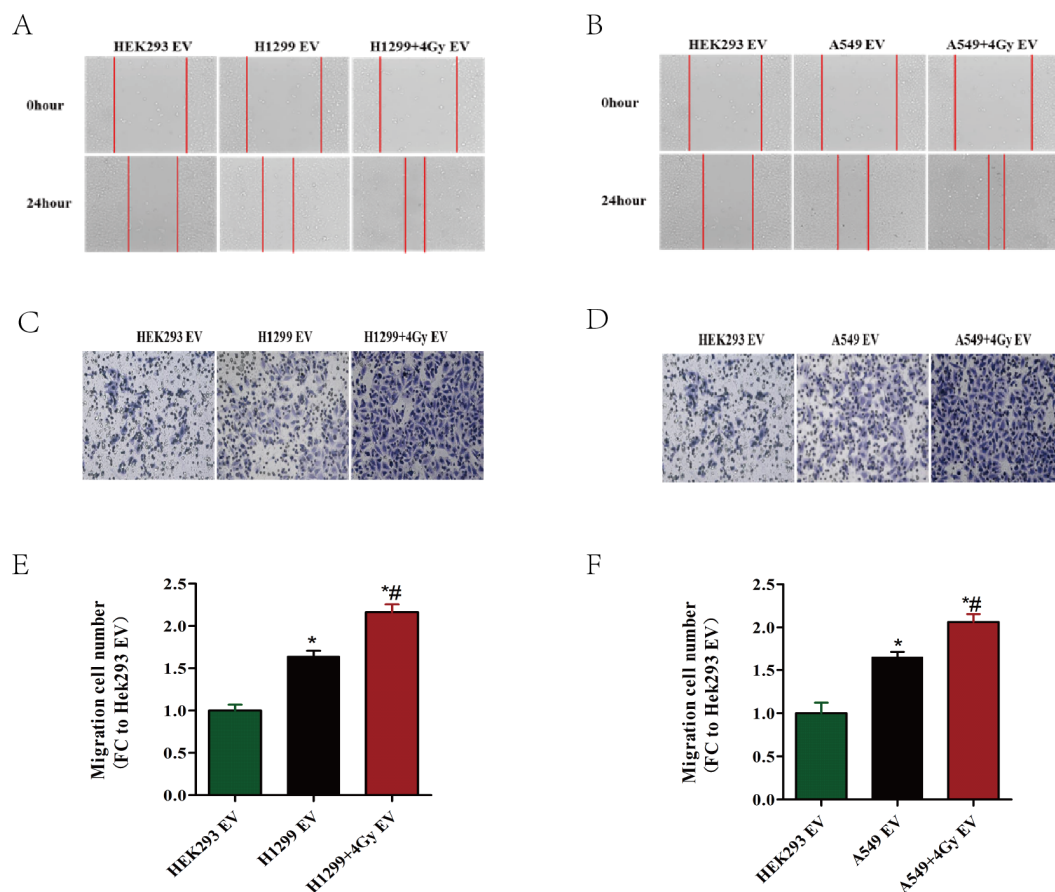 A
B
HEK293 EV H1299 EV H1299+4Gy EV
HEK293 EV A549 EV A549+4Gy EV
0hour
0hour
24hour
24hour
C
D
HEK293 EV H1299 EV H1299+4Gy EV
HEK293 EV A549 EV A549+4Gy EV
E
F
Migration cell number
(FC to Hek293 EV)
2.5
2.0
1.5
1.0
0.5
0.0
*
*#
HEK293 EV
H1299 EV
H1299+4Gy EV
Migration cell number
(FC to Hek293 EV)
2.5
2.0
1.5
1.0
0.5
0.0
*
*#
HEK293 EV
A549 EV
A549+4Gy EV